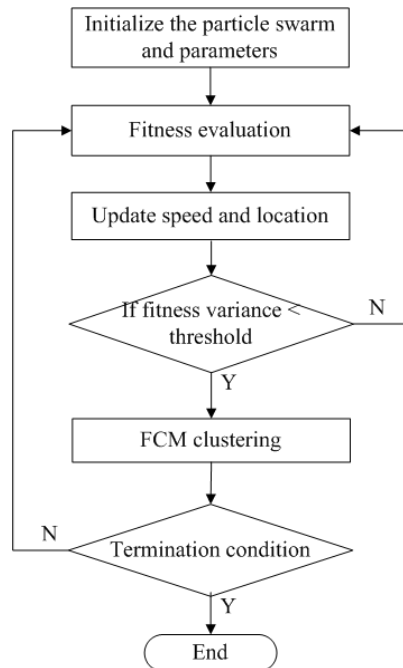 Initialize the particle swarm
and parameters
Fitness evaluation
Update speed and location
If fitness variance <
threshold
N
Y
FCM clustering
N
Termination condition
Y
End